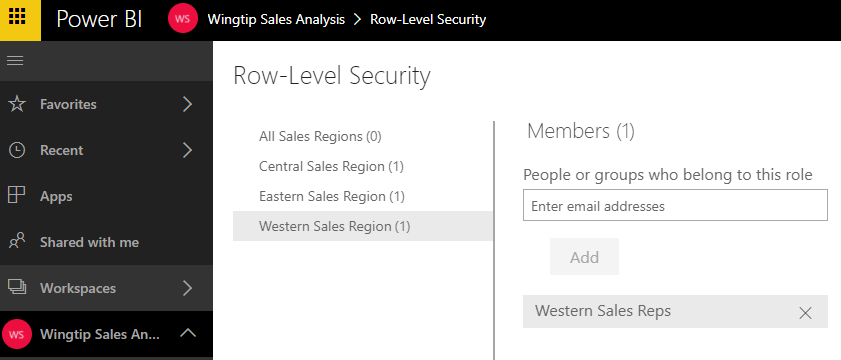 Power BI
WS Wingtip Sales Analysis > Row-Level Security
Favorites
Recent
Apps
Shared with me
Workspaces
WS Wingtip Sales An...
Row-Level Security
All Sales Regions (0)
Central Sales Region (1)
Eastern Sales Region (1)
Western Sales Region (1)
Members (1)
People or groups who belong to this role
Enter email addresses
Add
Western Sales Reps